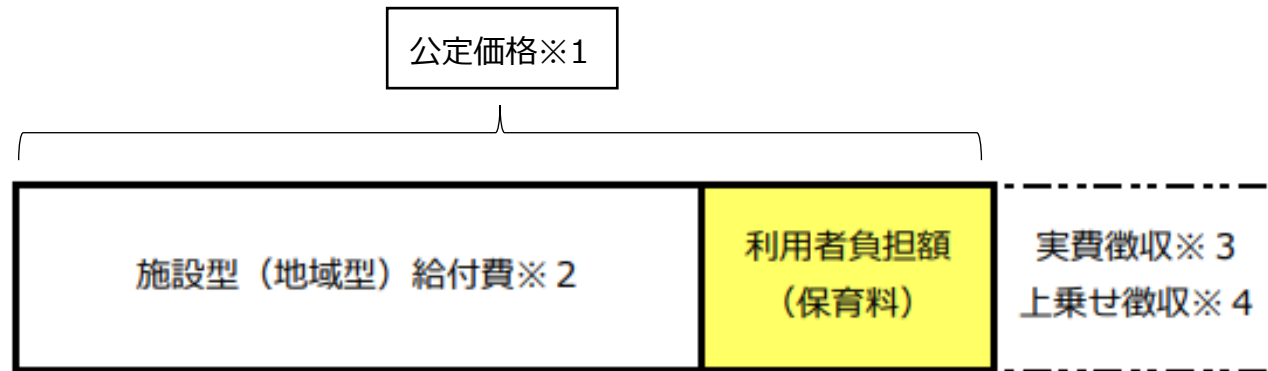 公定価格※1
施設型（地域型）給付費※２
利用者負担額
（保育料）
実費徴収※３
上乗せ徴収※４